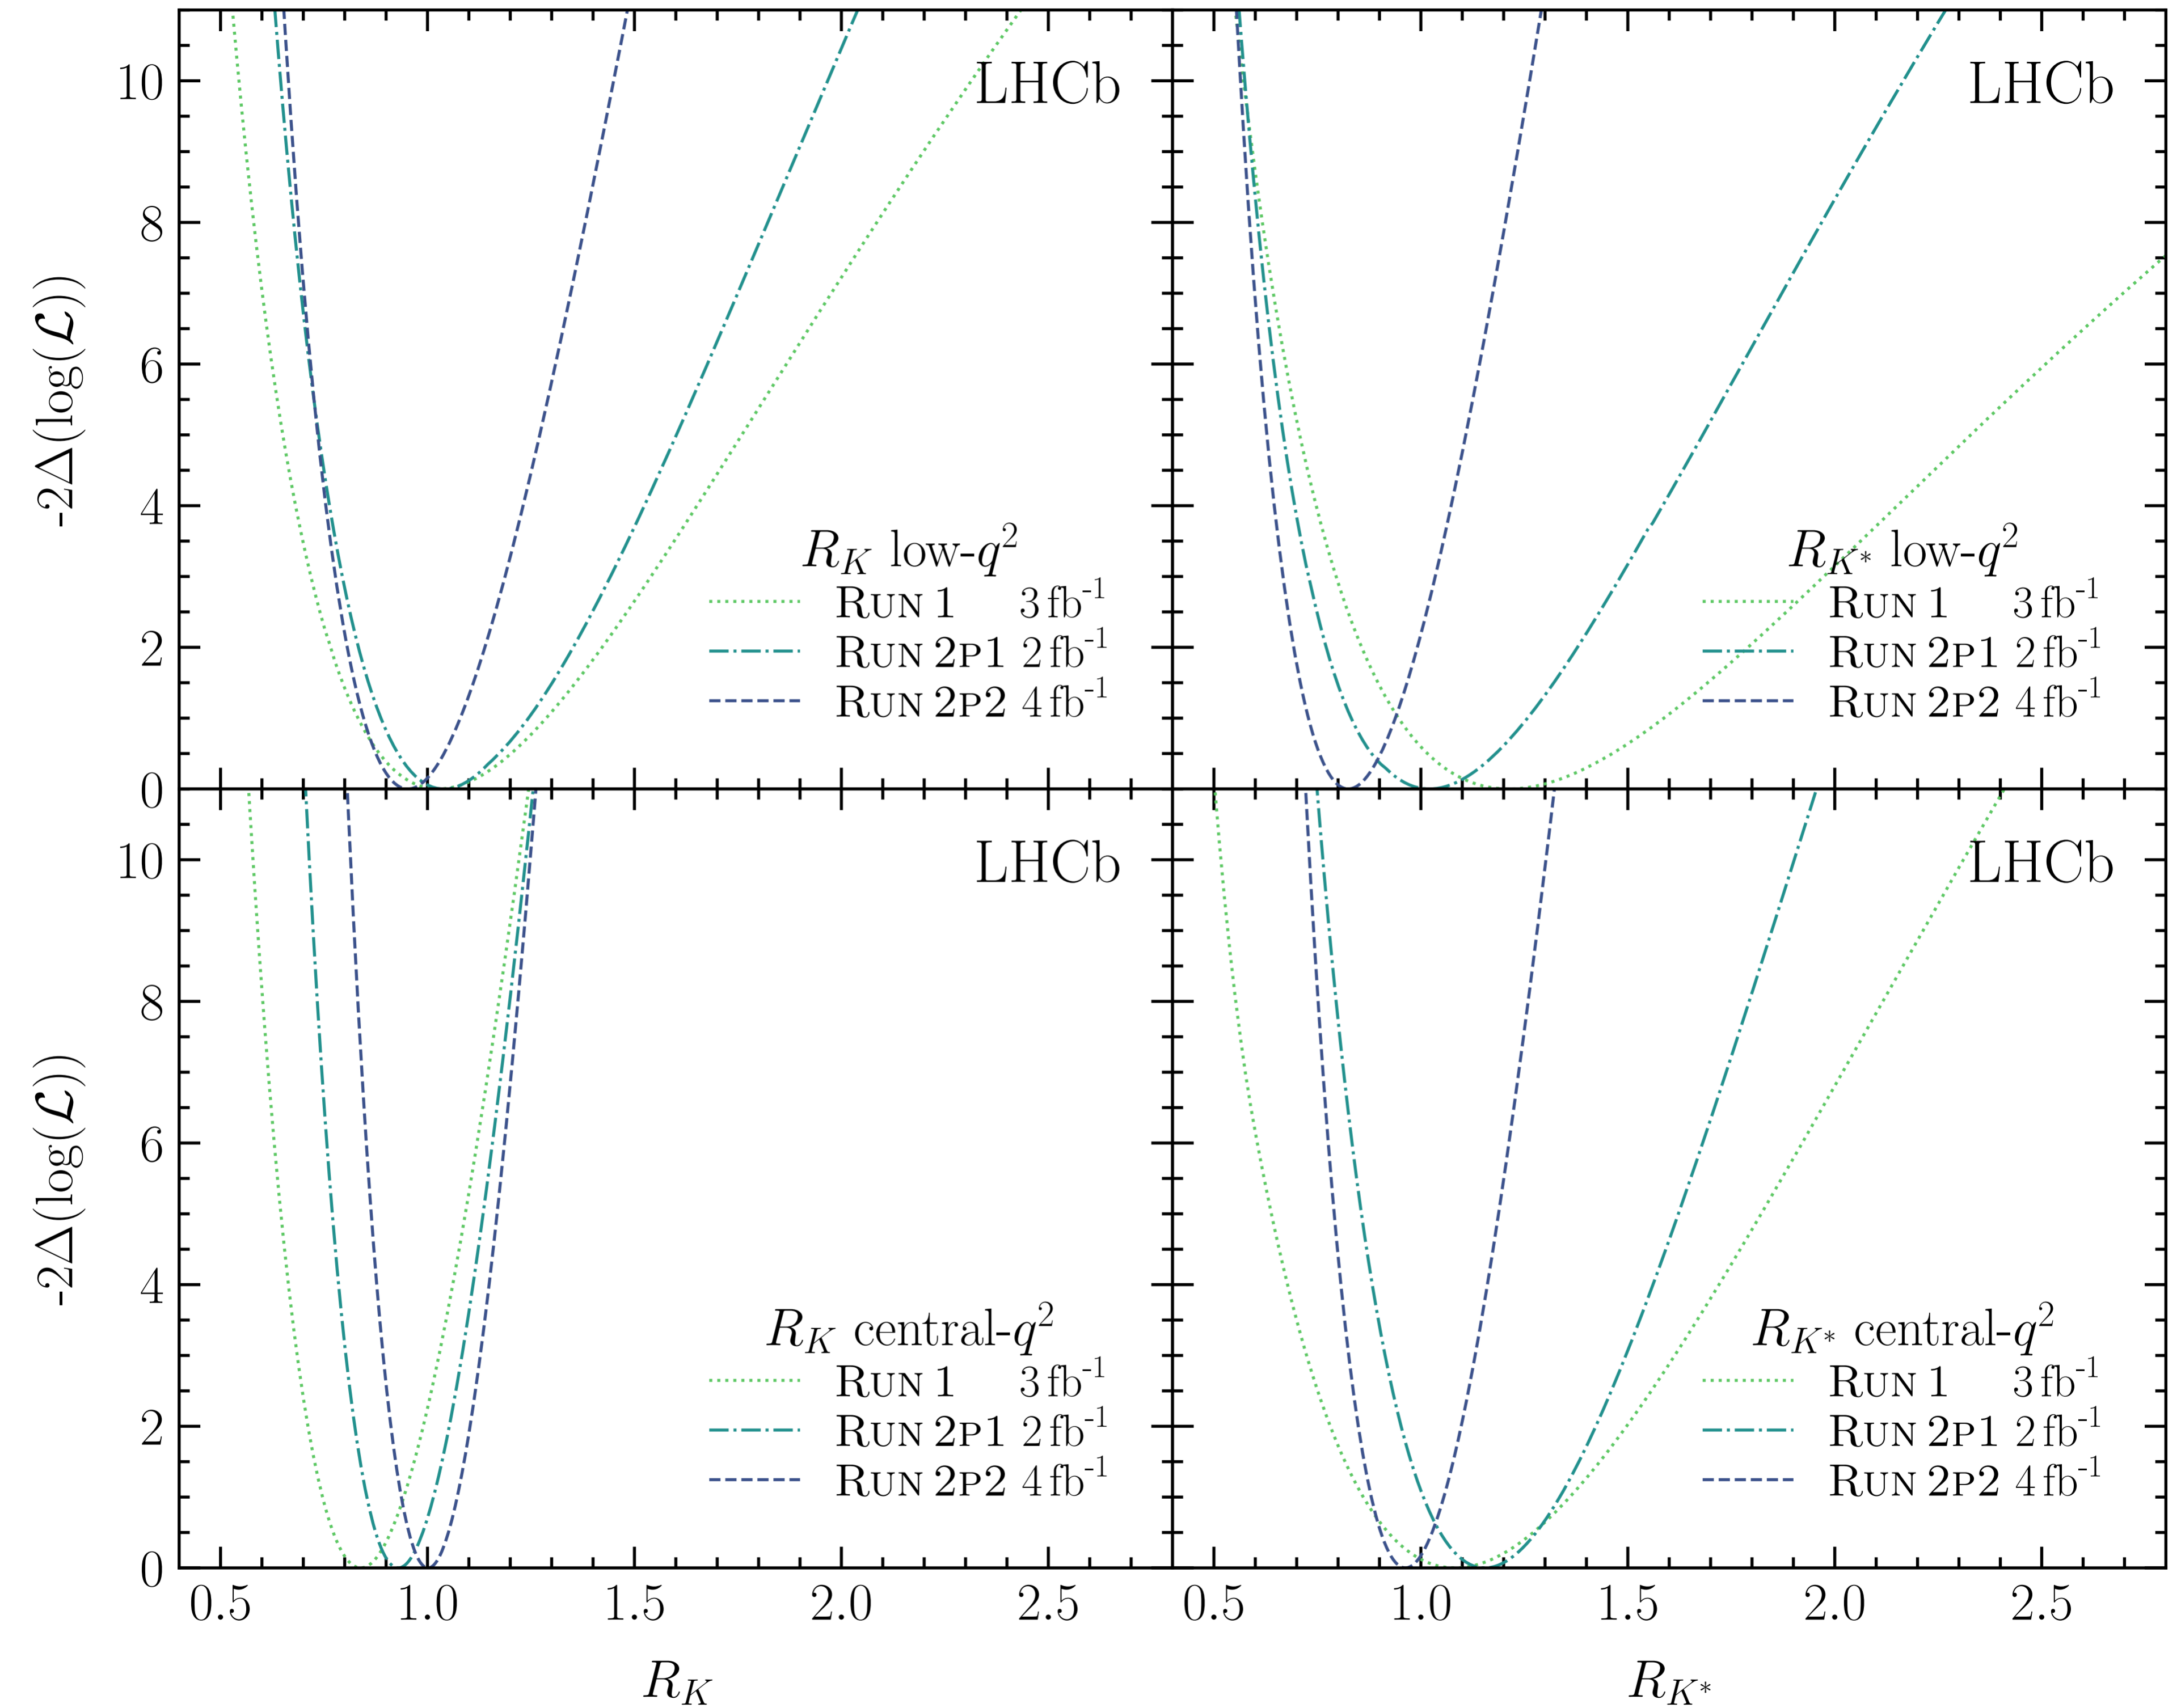 LHCb
10
8
6
4
2
0
-2Δ(log(ℒ))
R_K low-q²
Run 1 3 fb⁻¹
Run 2p1 2 fb⁻¹
Run 2p2 4 fb⁻¹
LHCb
R_K* low-q²
Run 1 3 fb⁻¹
Run 2p1 2 fb⁻¹
Run 2p2 4 fb⁻¹
LHCb
10
8
6
4
2
0
-2Δ(log(ℒ))
R_K central-q²
Run 1 3 fb⁻¹
Run 2p1 2 fb⁻¹
Run 2p2 4 fb⁻¹
0.5 1.0 1.5 2.0 2.5
R_K
LHCb
R_K* central-q²
Run 1 3 fb⁻¹
Run 2p1 2 fb⁻¹
Run 2p2 4 fb⁻¹
0.5 1.0 1.5 2.0 2.5
R_K*